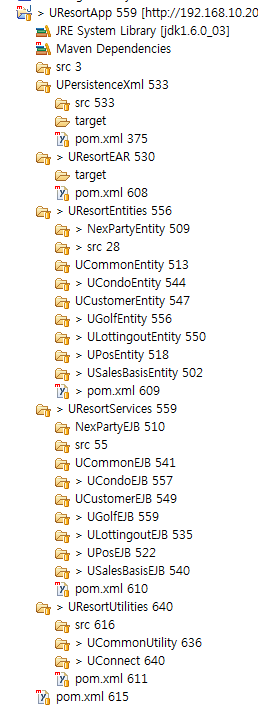 > UResortApp 559 [http://192.168.10.20
JRE System Library [jdk1.6.0_03]
Maven Dependencies
src 3
UPersistenceXml 533
src 533
target
pom.xml 375
> UResortEAR 530
target
pom.xml 608
> UResortEntities 556
> NexPartyEntity 509
> src 28
UCommonEntity 513
> UCondoEntity 544
UCustomerEntity 547
> UGolfEntity 556
> ULottingoutEntity 550
> UPosEntity 518
> USalesBasisEntity 502
> pom.xml 609
> UResortServices 559
NexPartyEJB 510
src 55
UCommonEJB 541
> UCondoEJB 557
UCustomerEJB 549
> UGolfEJB 559
> ULottingoutEJB 535
> UPosEJB 522
> USalesBasisEJB 540
pom.xml 610
> UResortUtilities 640
src 616
> UCommonUtility 636
> UConnect 640
pom.xml 611
pom.xml 615